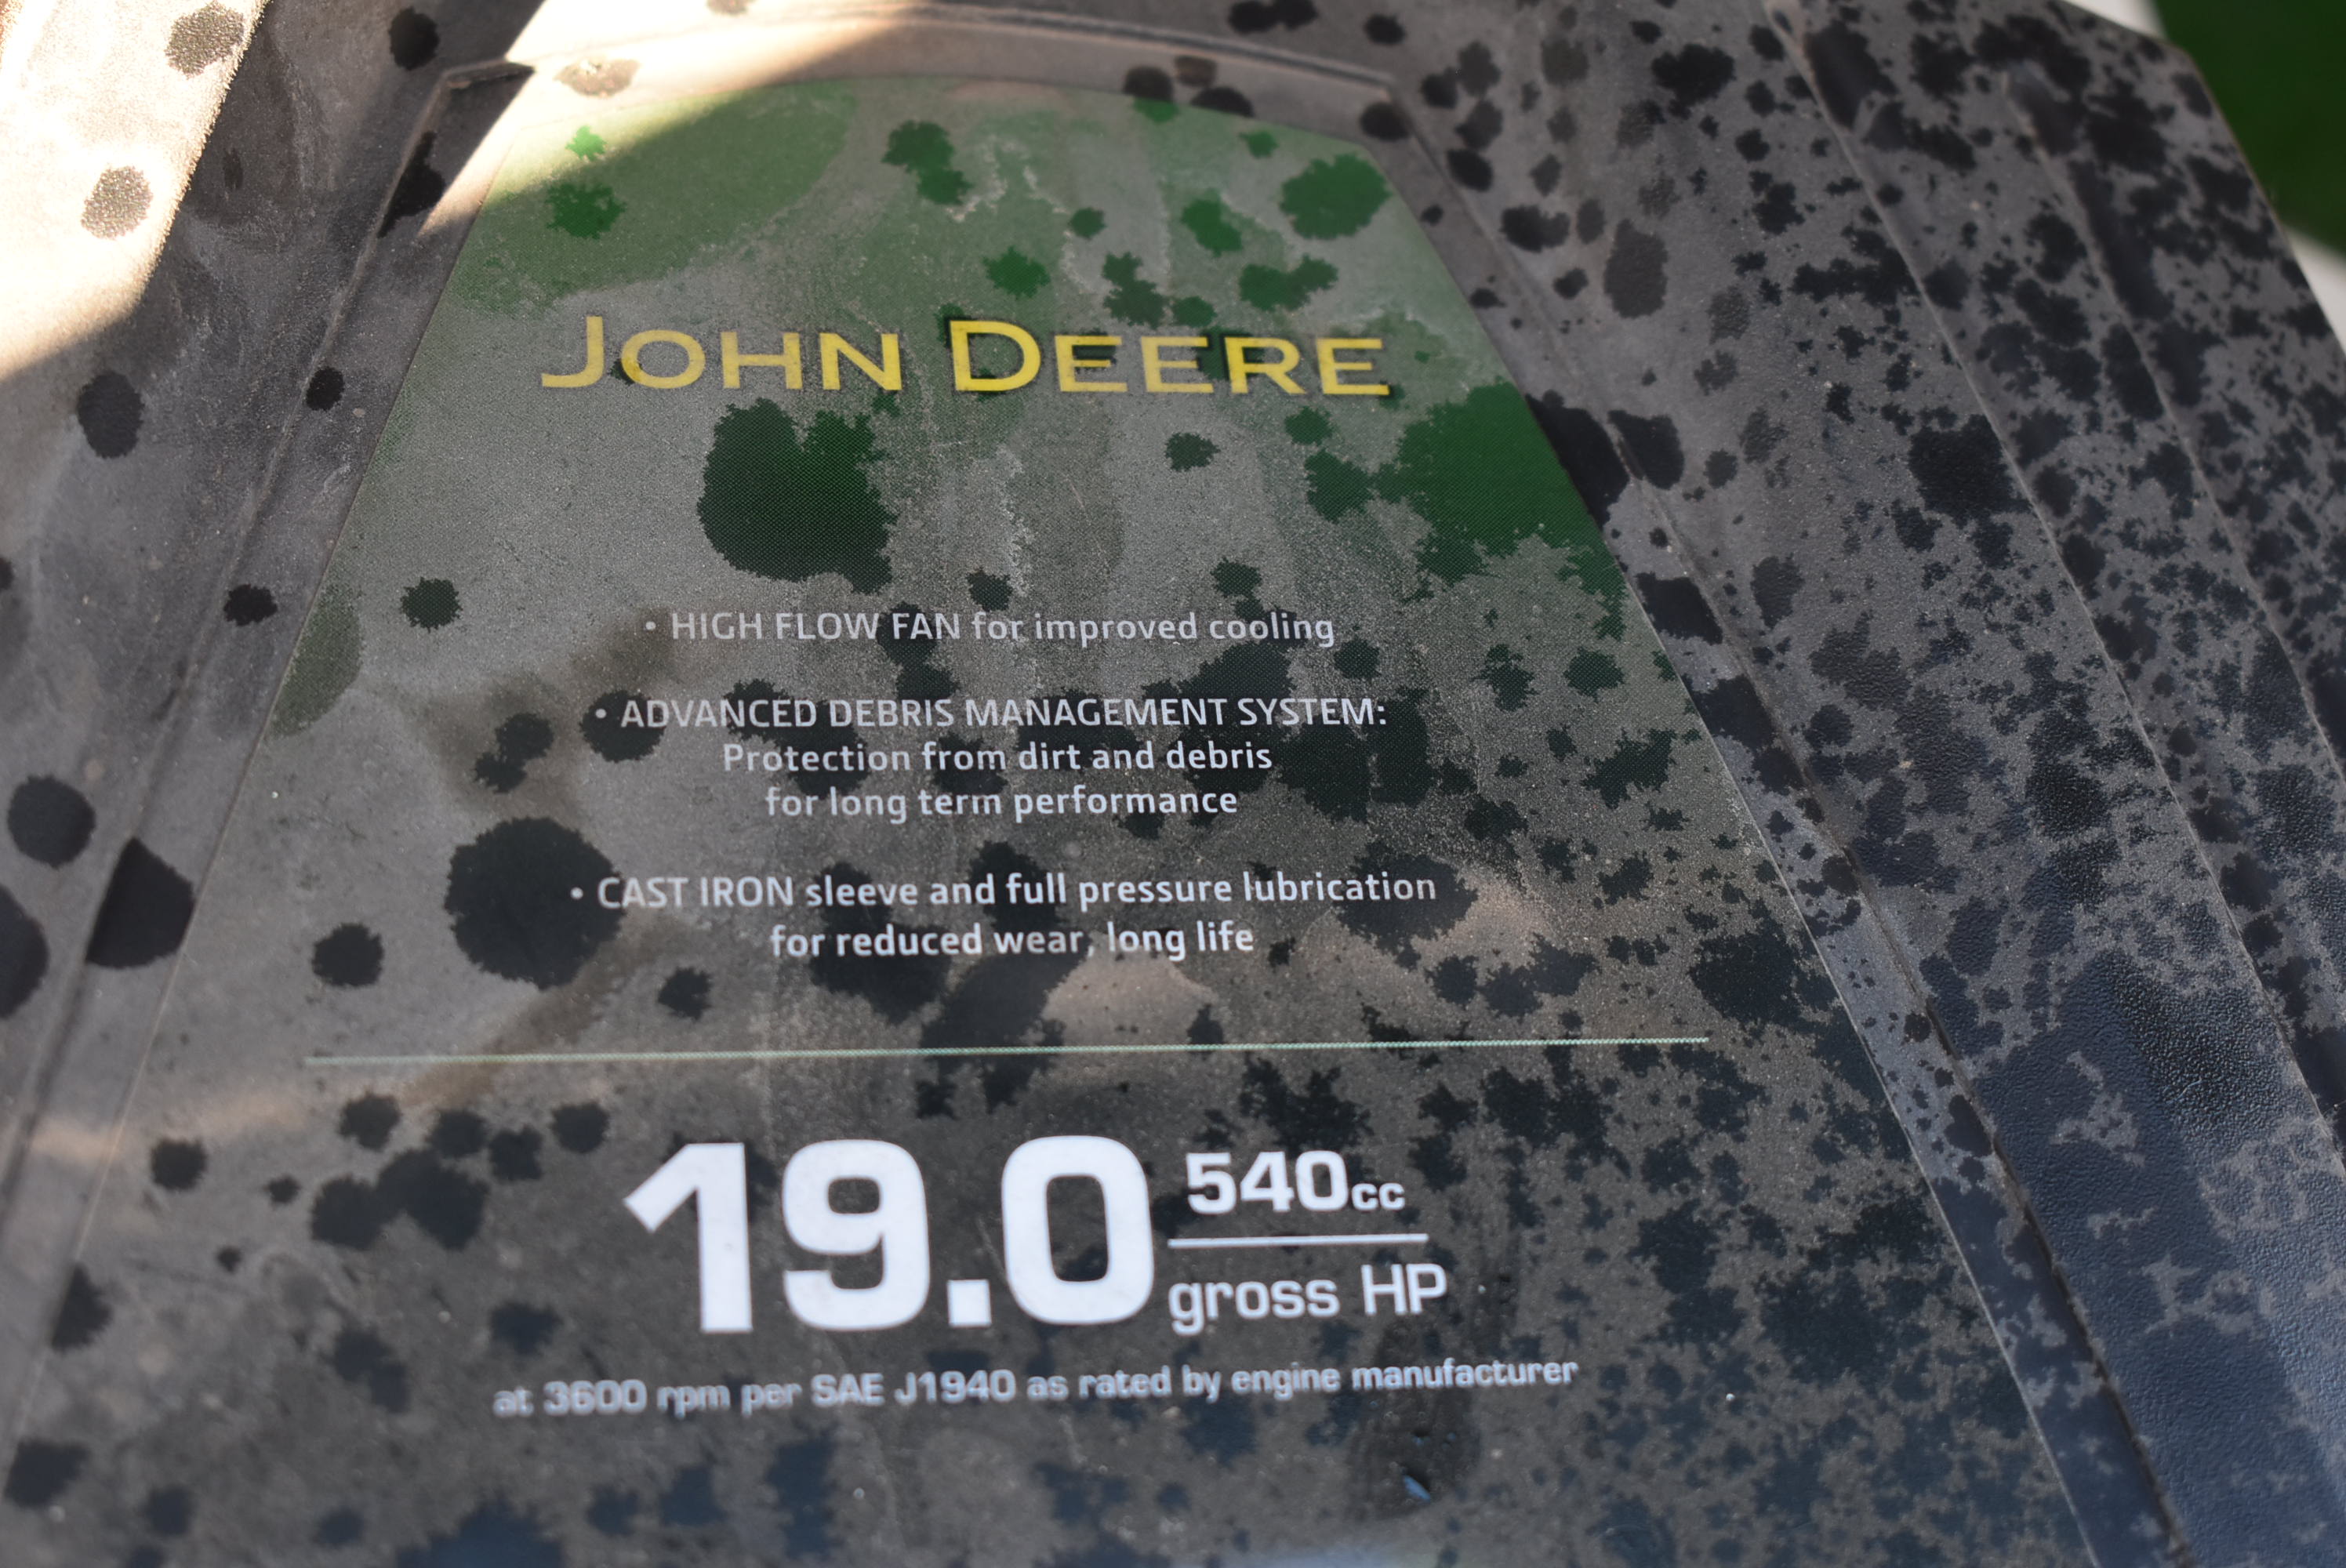 JOHN DEERE
• HIGH FLOW FAN for improved cooling
• ADVANCED DEBRIS MANAGEMENT SYSTEM:
Protection from dirt and debris
for long term performance
• CAST IRON sleeve and full pressure lubrication
for reduced wear, long life
19.0 540cc
gross HP
at 3600 rpm per SAE J1940 as rated by engine manufacturer